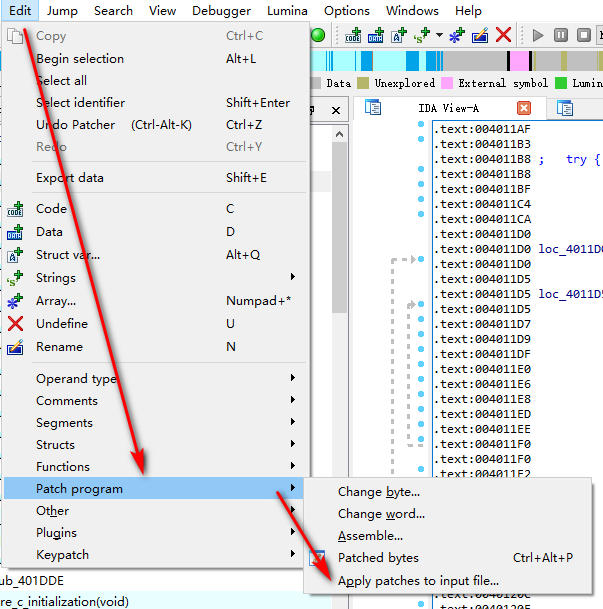 Edit Jump Search View Debugger Lumina Options Windows
Copy Ctrl+C
Begin selection Alt+L
Select all
Select identifier Shift+Enter
Undo Patcher (Ctrl-Alt-K) Ctrl+Z
Redo Ctrl+Y
Export data Shift+E
Code C
Data D
Struct var... Alt+Q
Strings
Array... Numpad+*
Undefine U
Rename N
Operand type
Comments
Segments
Structs
Functions
Patch program
Other
Plugins
Keypatch
Change byte...
Change word...
Assemble...
Patched bytes Ctrl+Alt+P
Apply patches to input file...
Data Unexplored External symbol Lumin
IDA View-A
.text:004011AF
.text:004011B3
.text:004011B8 ; try {
.text:004011B8
.text:004011BF
.text:004011C4
.text:004011CA
.text:004011D0
.text:004011D0 loc_4011D0
.text:004011D0
.text:004011D5
.text:004011D5 loc_4011D5
.text:004011D5
.text:004011D7
.text:004011D9
.text:004011DF
.text:004011E0
.text:004011E6
.text:004011E8
.text:004011ED
.text:004011EE
.text:004011F0
.text:004011F0
.text:004011F2
.text:0040120C
ub_401DDE
re_c_initialization(void)